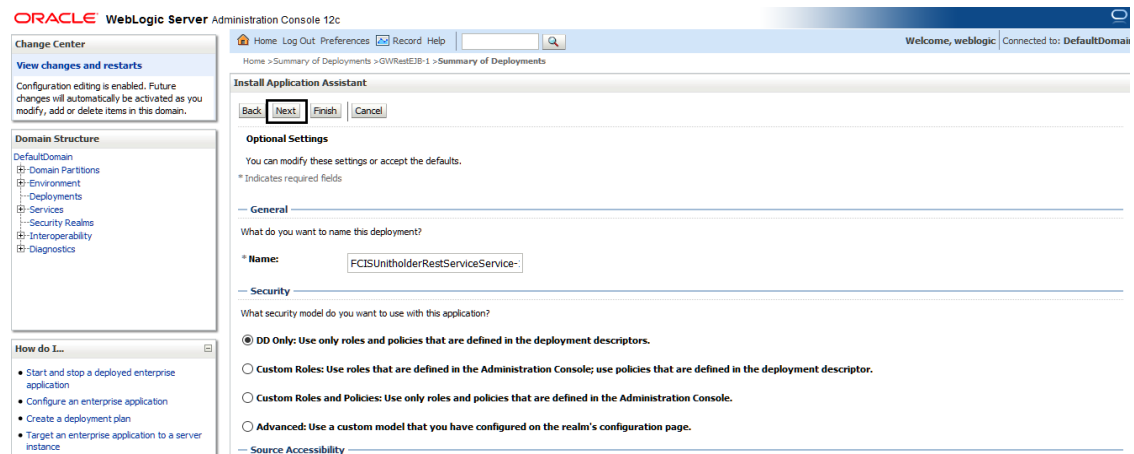 ORACLE WebLogic Server Administration Console 12c
Change Center
View changes and restarts
Configuration editing is enabled. Future
changes will automatically be activated as you
modify, add or delete items in this domain.
Domain Structure
DefaultDomain
Domain Partitions
Environment
Deployments
Services
Security Realms
Interoperability
Diagnostics
How do I...
Start and stop a deployed enterprise
application
Configure an enterprise application
Create a deployment plan
Target an enterprise application to a server
instance
Home Log Out Preferences Record Help
Welcome, weblogic Connected to: DefaultDomai
Home >Summary of Deployments >GWRestEJB-1 >Summary of Deployments
Install Application Assistant
Back Next Finish Cancel
Optional Settings
You can modify these settings or accept the defaults.
* Indicates required fields
General
What do you want to name this deployment?
* Name: FCISUnitholderRestServiceService-
Security
What security model do you want to use with this application?
DD Only: Use only roles and policies that are defined in the deployment descriptors.
Custom Roles: Use roles that are defined in the Administration Console; use policies that are defined in the deployment descriptor.
Custom Roles and Policies: Use only roles and policies that are defined in the Administration Console.
Advanced: Use a custom model that you have configured on the realm's configuration page.
Source Accessibility